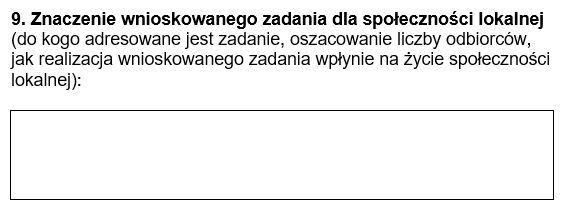 9. Znaczenie wnioskowanego zadania dla społeczności lokalnej
(do kogo adresowane jest zadanie, oszacowanie liczby odbiorców,
jak realizacja wnioskowanego zadania wpłynie na życie społeczności
lokalnej):